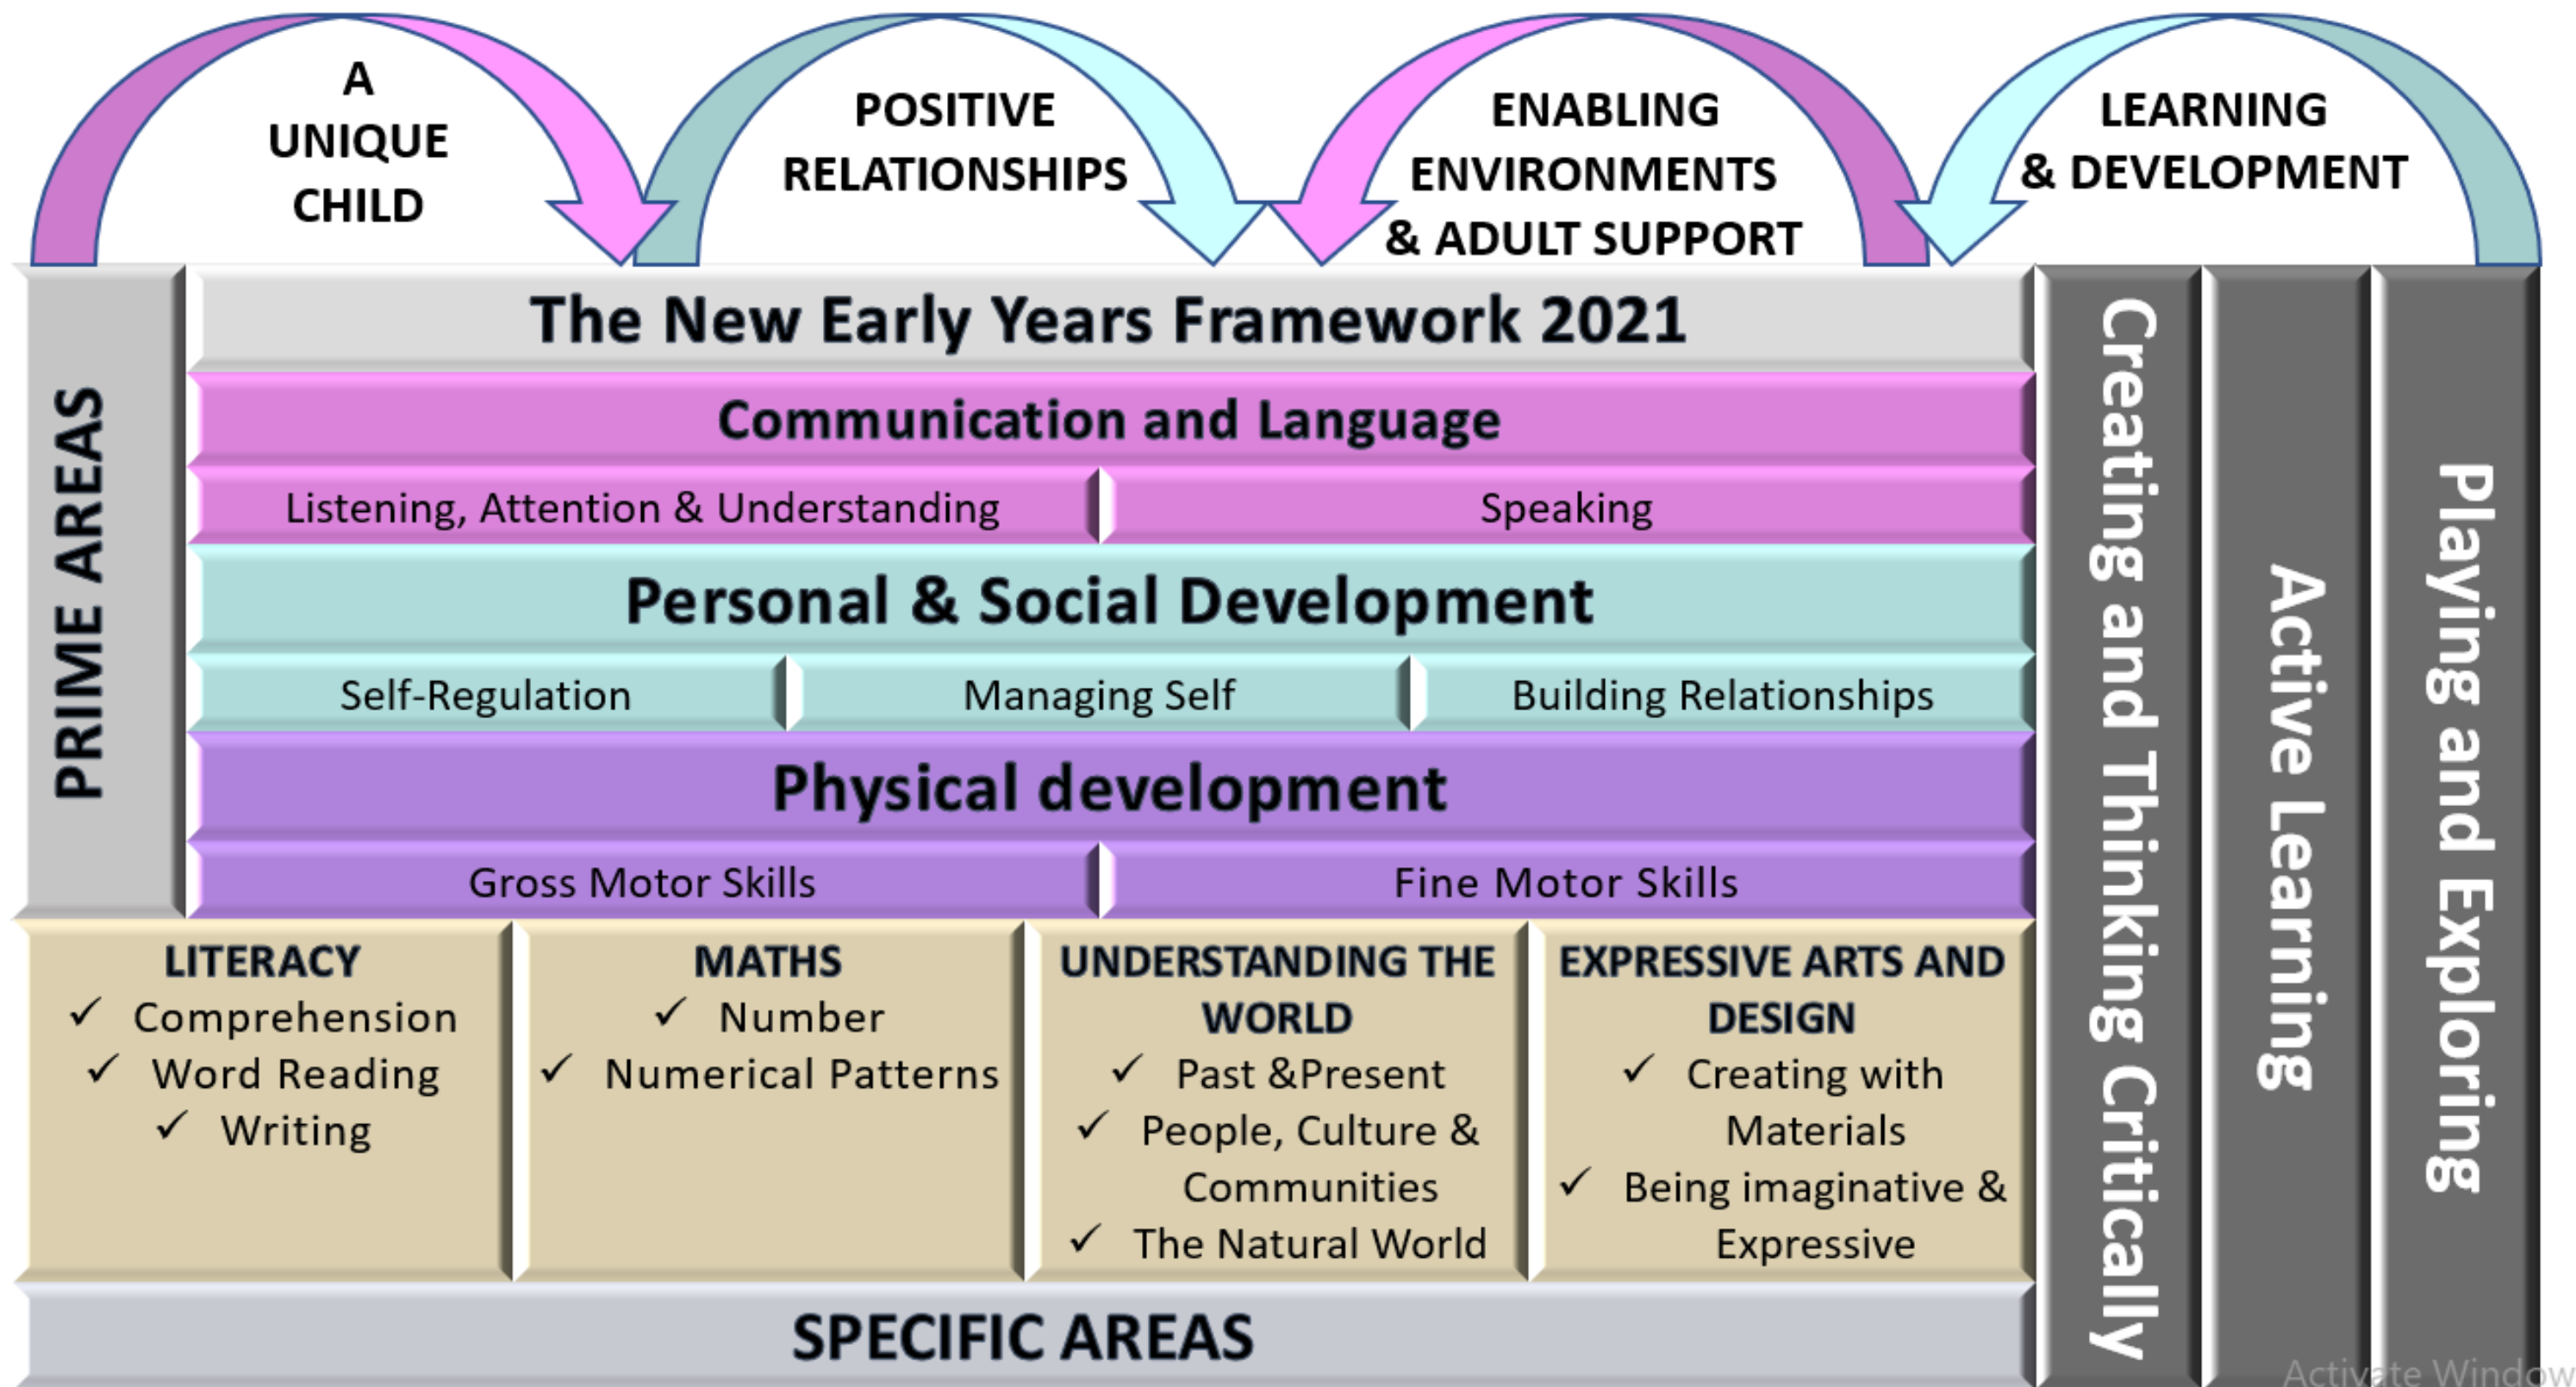 A
UNIQUE
CHILD
POSITIVE
RELATIONSHIPS
ENABLING
ENVIRONMENTS
& ADULT SUPPORT
LEARNING
& DEVELOPMENT
PRIME AREAS
The New Early Years Framework 2021
Communication and Language
Listening, Attention & Understanding
Speaking
Personal & Social Development
Self-Regulation
Managing Self
Building Relationships
Physical development
Gross Motor Skills
Fine Motor Skills
LITERACY
✓ Comprehension
✓ Word Reading
✓ Writing
MATHS
✓ Number
✓ Numerical Patterns
UNDERSTANDING THE
WORLD
✓ Past &Present
✓ People, Culture &
Communities
✓ The Natural World
EXPRESSIVE ARTS AND
DESIGN
✓ Creating with
Materials
✓ Being imaginative &
Expressive
SPECIFIC AREAS
Creating and Thinking Critically
Active Learning
Playing and Exploring
Activate Window